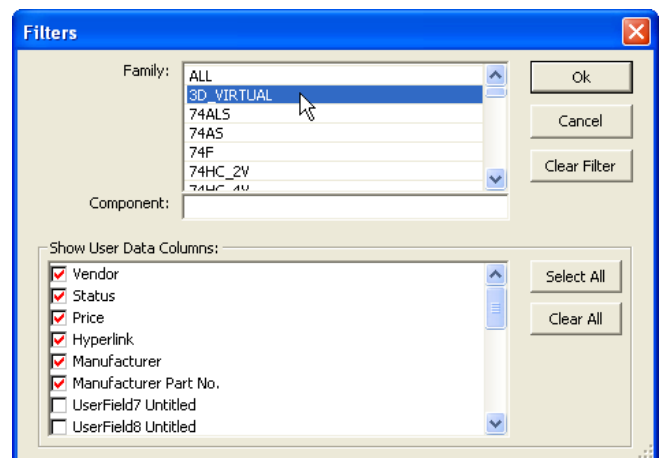 Filters
Family:
ALL
3D_VIRTUAL
74ALS
74AS
74F
74HC_2V
74HC_4V
Ok
Cancel
Clear Filter
Component:
Show User Data Columns:
Vendor
Status
Price
Hyperlink
Manufacturer
Manufacturer Part No.
UserField7 Untitled
UserField8 Untitled
Select All
Clear All